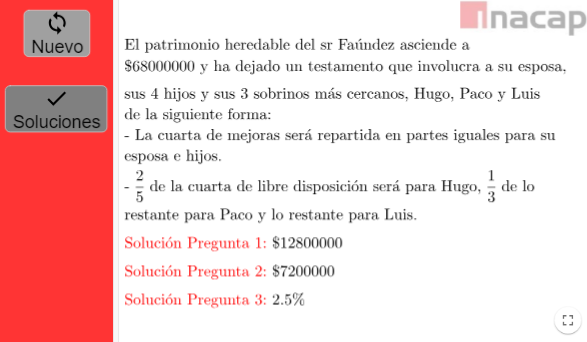 Nuevo
Soluciones
inacap
El patrimonio heredable del sr Faúndez asciende a
$68000000 y ha dejado un testamento que involucra a su esposa,
sus 4 hijos y sus 3 sobrinos más cercanos, Hugo, Paco y Luis
de la siguiente forma:
- La cuarta de mejoras será repartida en partes iguales para su
esposa e hijos.
- 2/5 de la cuarta de libre disposición será para Hugo, 1/3 de lo
restante para Paco y lo restante para Luis.
Solución Pregunta 1: $12800000
Solución Pregunta 2: $7200000
Solución Pregunta 3: 2.5%